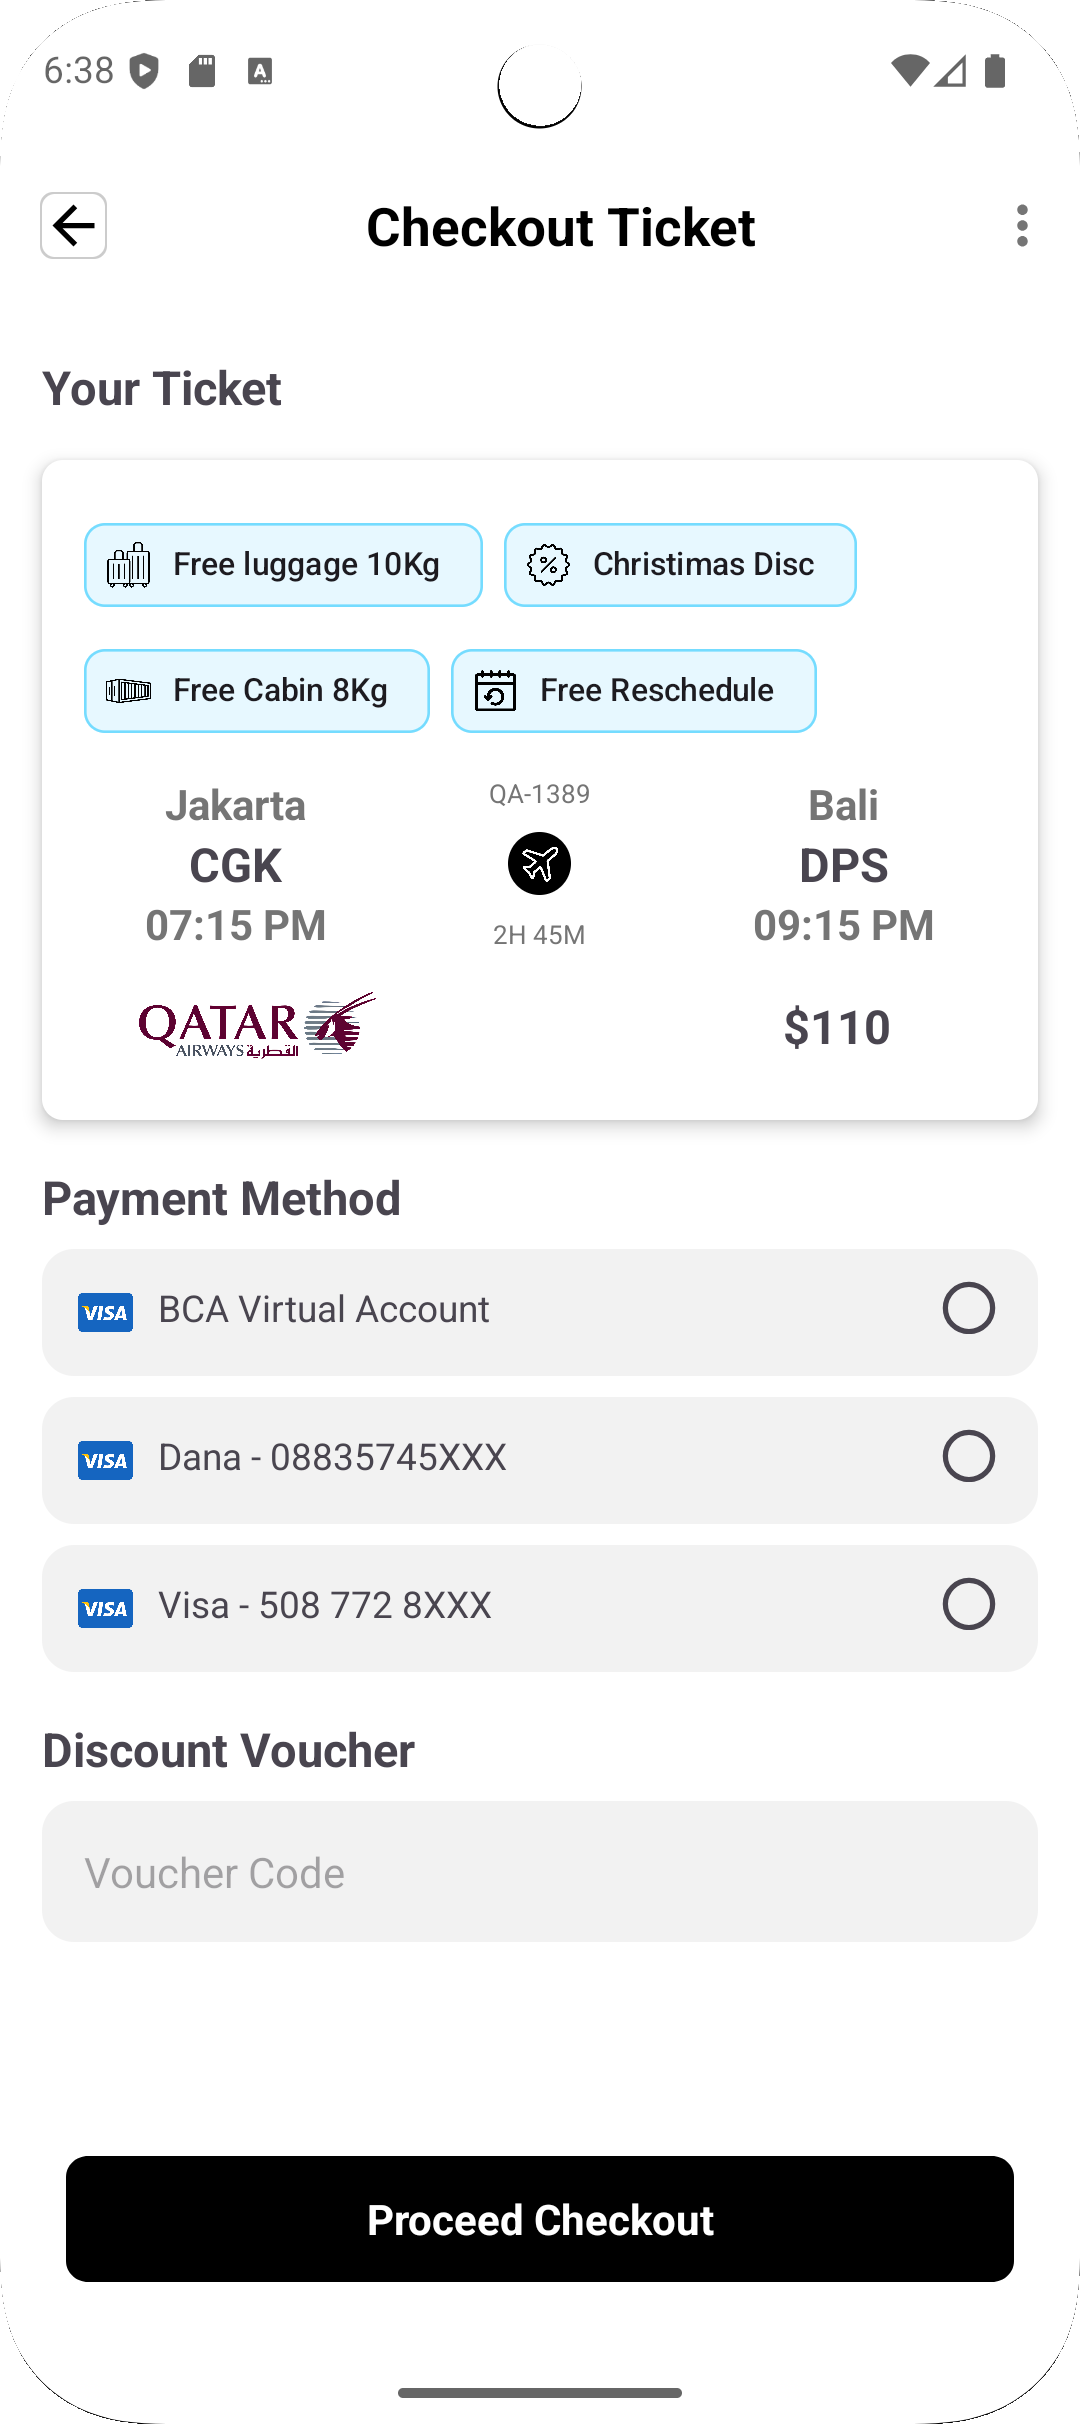 6:38
Checkout Ticket
Your Ticket
Free luggage 10Kg
Christimas Disc
Free Cabin 8Kg
Free Reschedule
Jakarta
QA-1389
Bali
CGK
DPS
07:15 PM
2H 45M
09:15 PM
QATAR
AIRWAYS القطرية
$110
Payment Method
VISA BCA Virtual Account
VISA Dana - 08835745XXX
VISA Visa - 508 772 8XXX
Discount Voucher
Voucher Code
Proceed Checkout